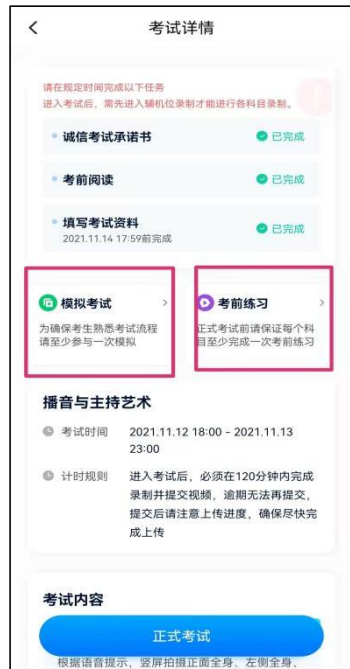 考试详情
请在规定时间完成以下任务
进入考试后，需先进入辅机位录制才能进行各科目录制。
诚信考试承诺书
已完成
考前阅读
已完成
填写考试资料
2021.11.14 17:59前完成
已完成
模拟考试
为确保考生熟悉考试流程
请至少参与一次模拟
考前练习
正式考试前请保证每个科
目至少完成一次考前练习
播音与主持艺术
考试时间
2021.11.12 18:00 - 2021.11.13
23:00
计时规则
进入考试后，必须在120分钟内完成
录制并提交视频，逾期无法再提交，
提交后请注意上传进度，确保尽快完
成上传
考试内容
正式考试
根据语音提示，竖屏拍摄正面全身、左侧全身、